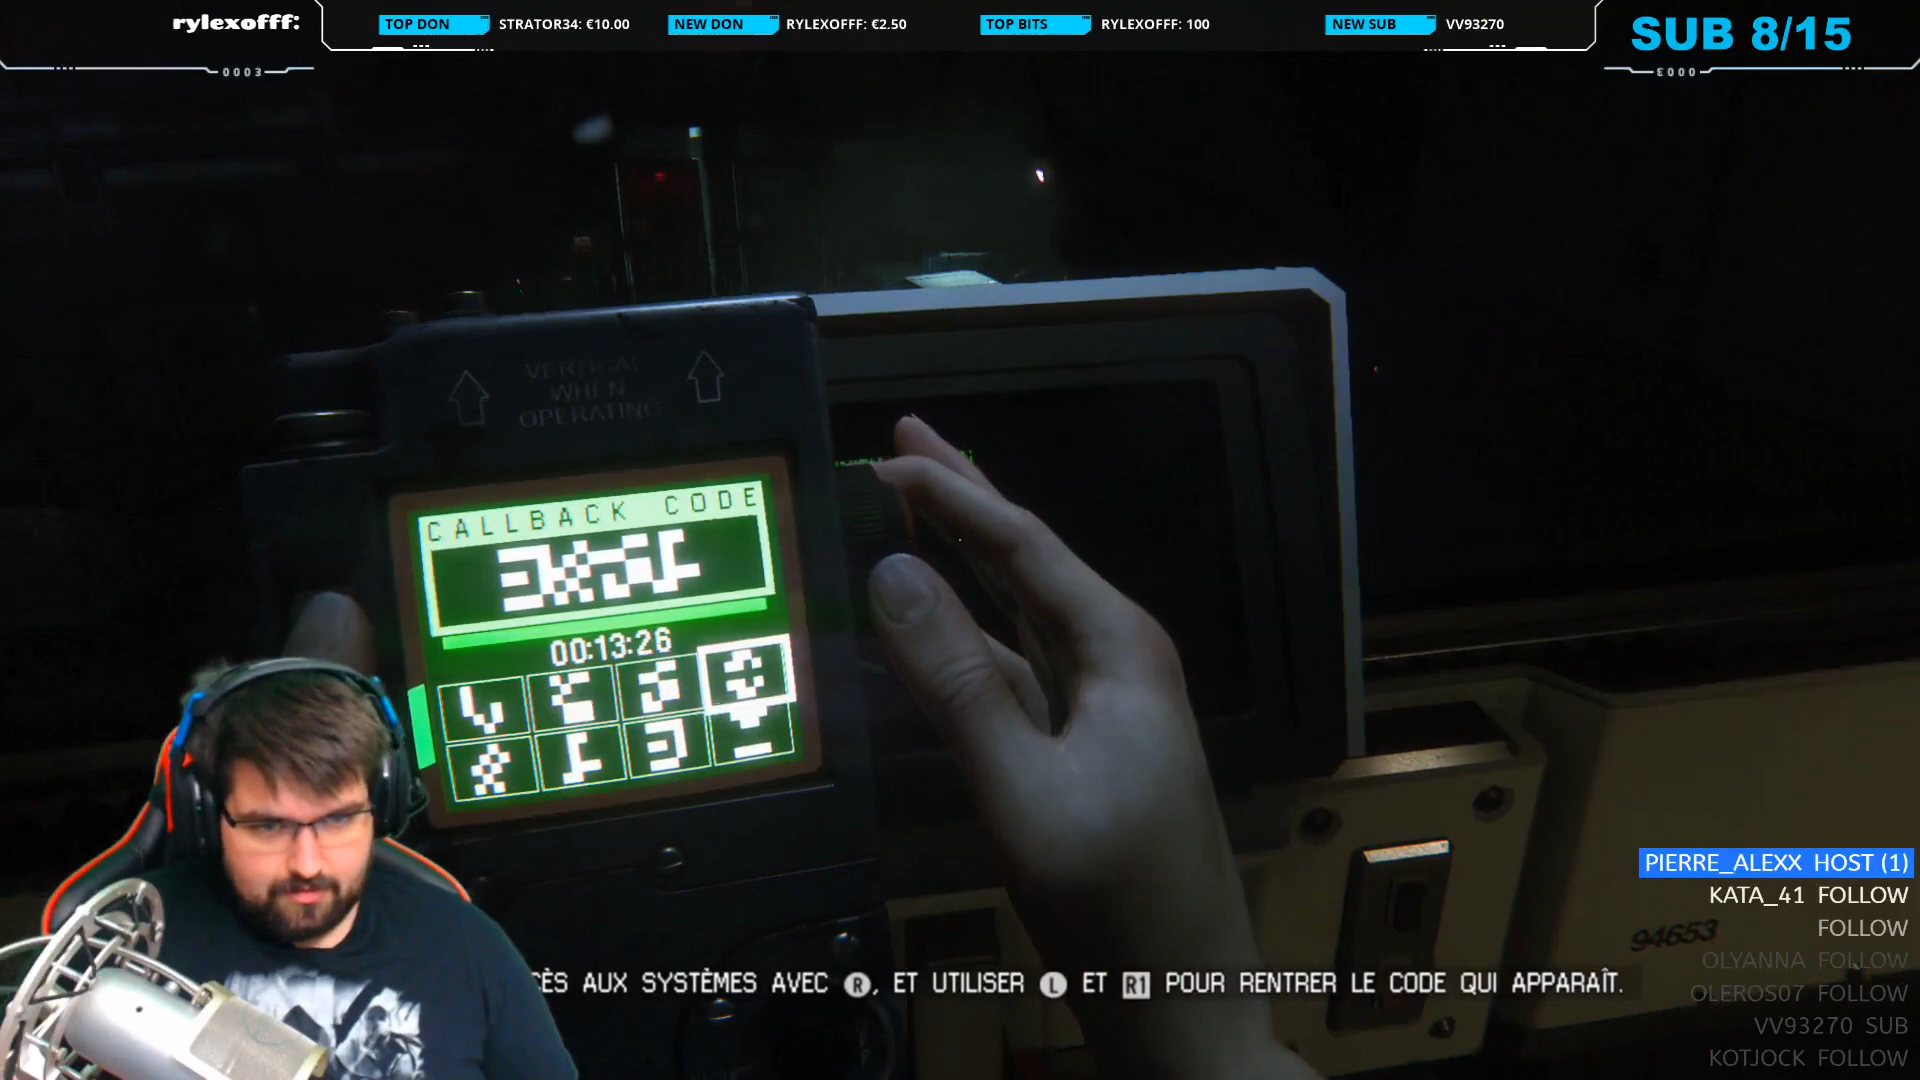 rylexofff:
TOP DON STRATOR34: €10.00 NEW DON RYLEXOFFF: €2.50 TOP BITS RYLEXOFFF: 100 NEW SUB VV93270
SUB 8/15
0003
E000
VERTICAL
WHEN
OPERATING
CALLBACK CODE
00:13:26
PIERRE_ALEXX HOST (1)
KATA_41 FOLLOW
FOLLOW
OLYANNA FOLLOW
OLEROS07 FOLLOW
VV93270 SUB
KOTJOCK FOLLOW
94653
CÈS AUX SYSTÈMES AVEC R, ET UTILISER L ET R1 POUR RENTRER LE CODE QUI APPARAÎT.